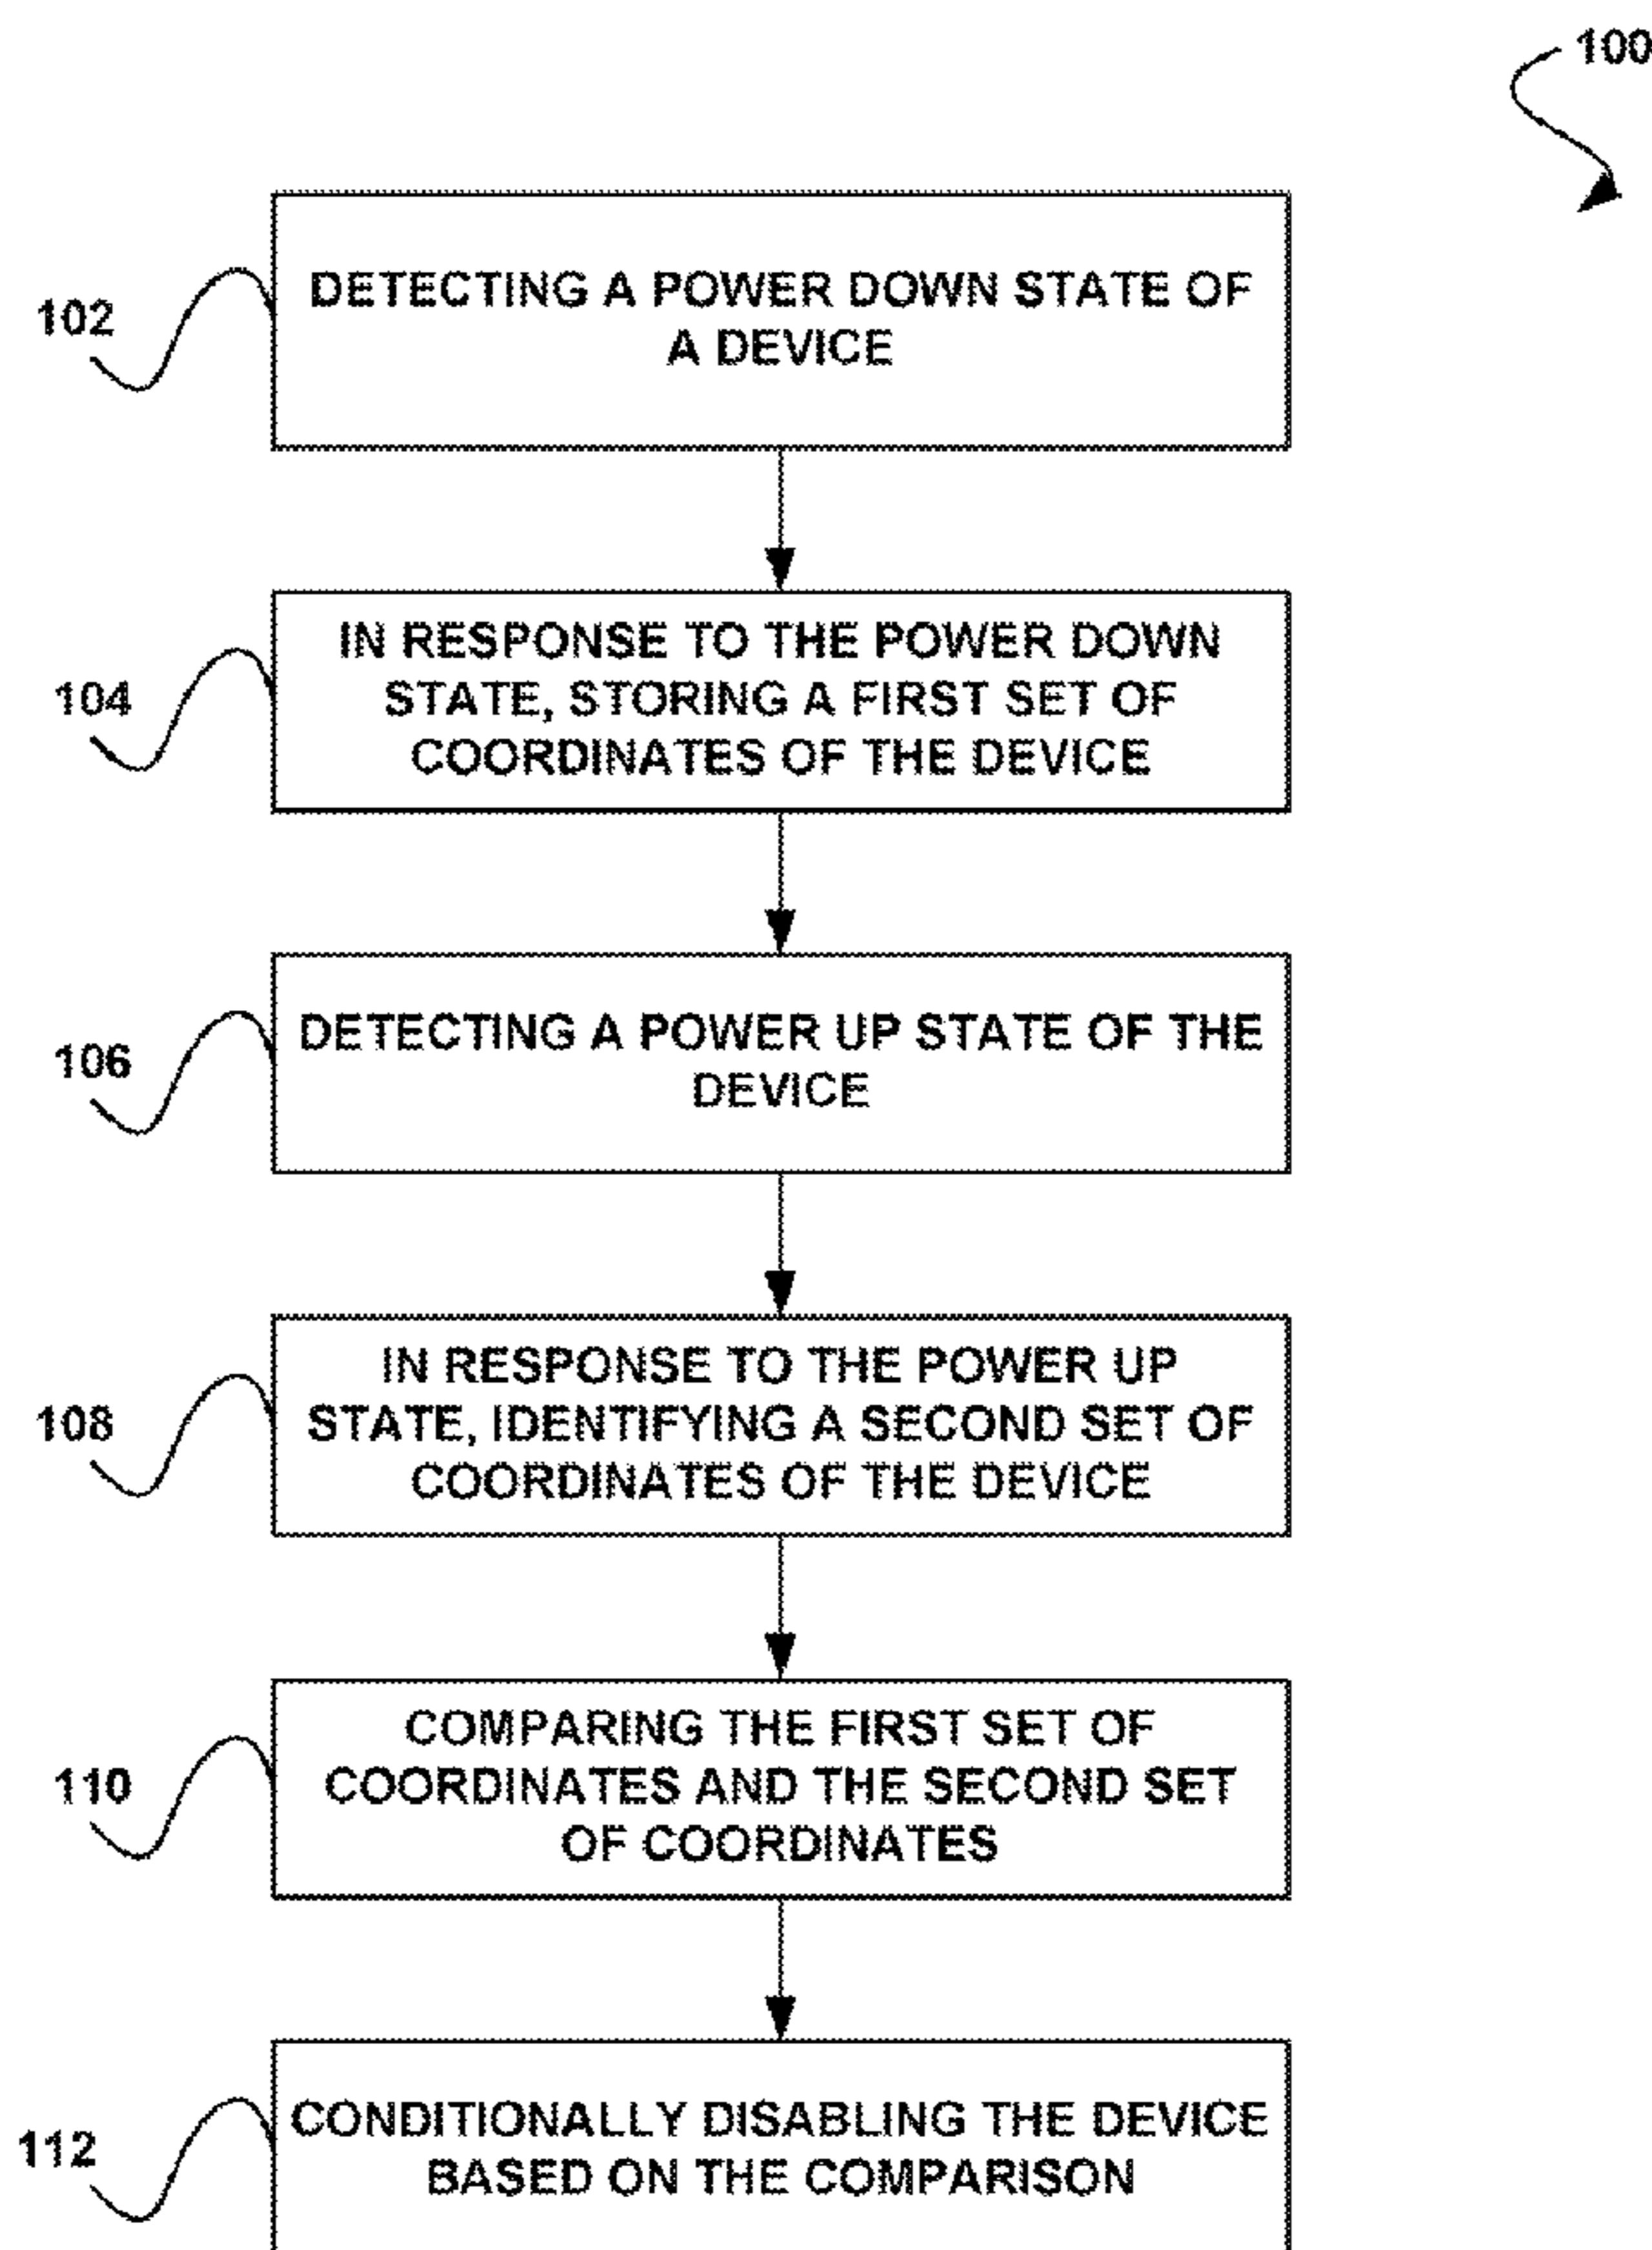 100
102
DETECTING A POWER DOWN STATE OF
A DEVICE
104
IN RESPONSE TO THE POWER DOWN
STATE, STORING A FIRST SET OF
COORDINATES OF THE DEVICE
106
DETECTING A POWER UP STATE OF THE
DEVICE
108
IN RESPONSE TO THE POWER UP
STATE, IDENTIFYING A SECOND SET OF
COORDINATES OF THE DEVICE
110
COMPARING THE FIRST SET OF
COORDINATES AND THE SECOND SET
OF COORDINATES
112
CONDITIONALLY DISABLING THE DEVICE
BASED ON THE COMPARISON